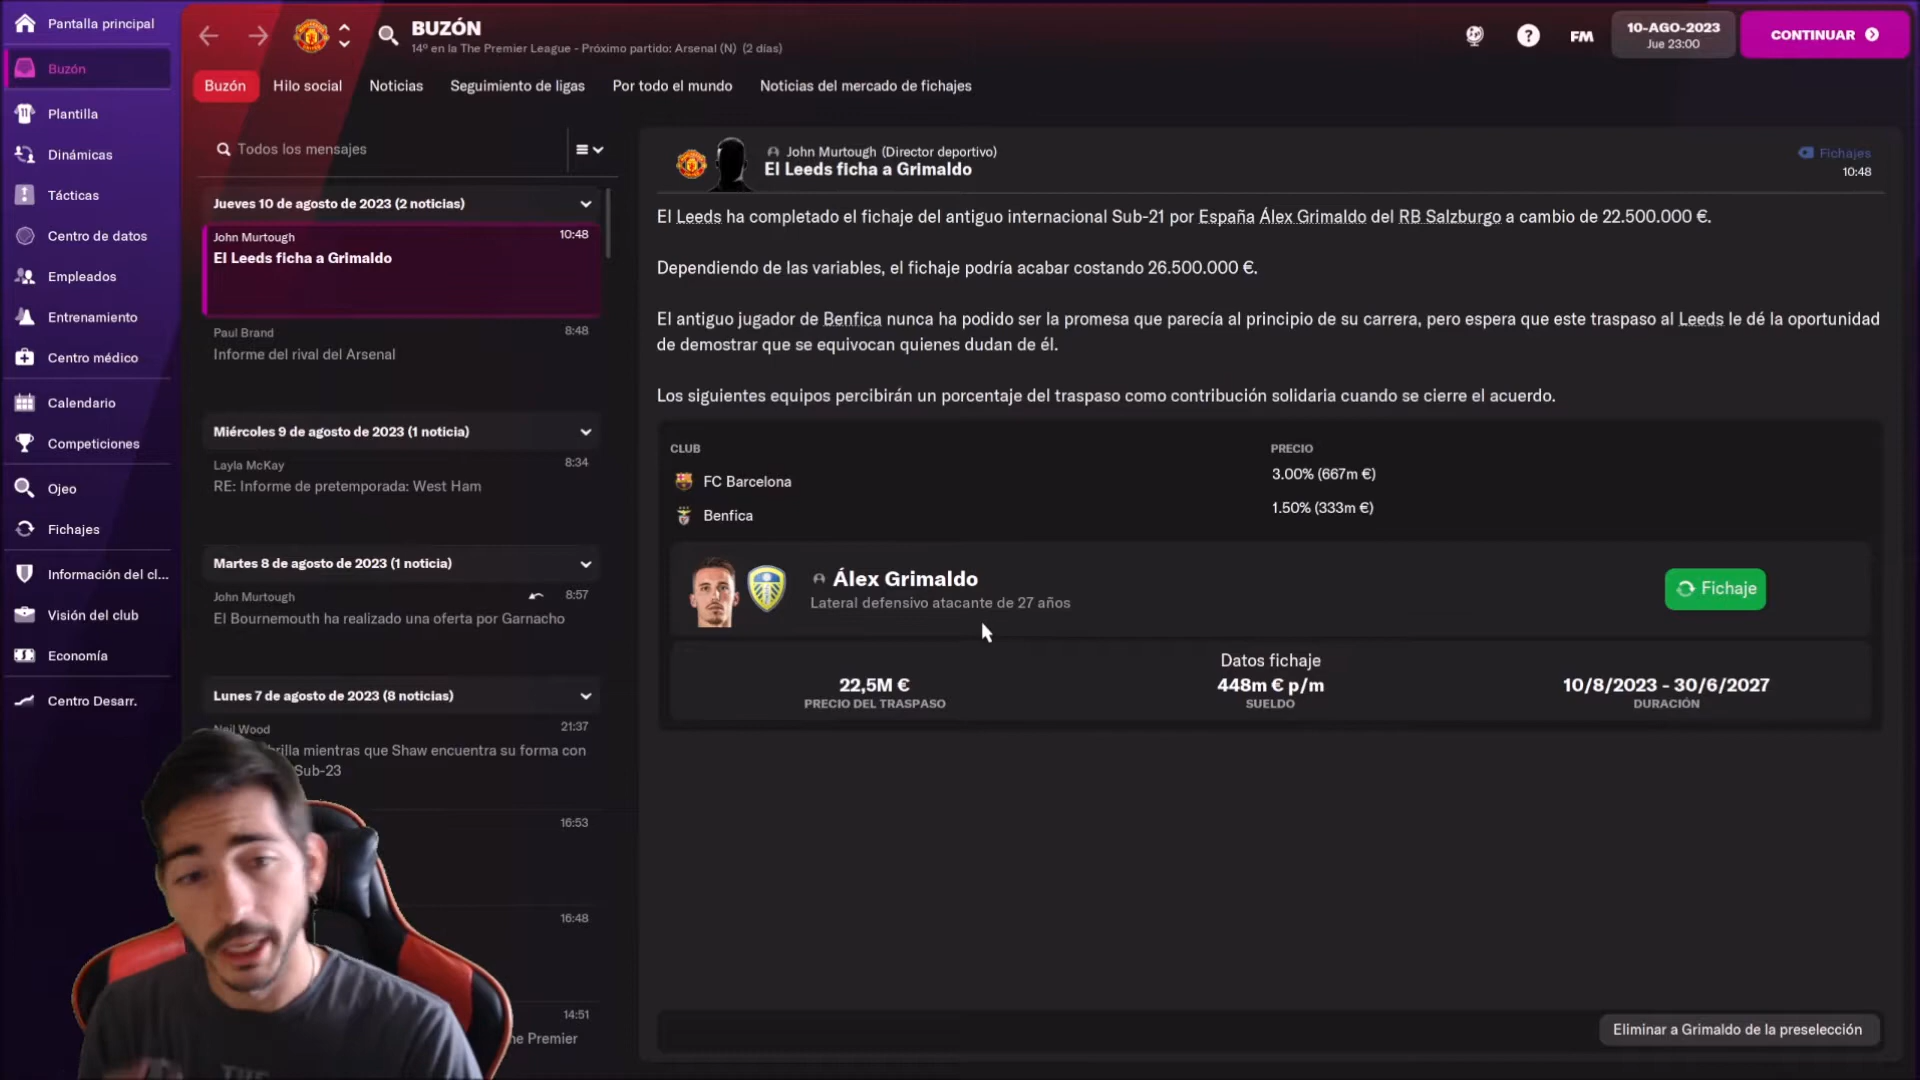 Pantalla principal
Buzón
Plantilla
Dinámicas
Tácticas
Centro de datos
Empleados
Entrenamiento
Centro médico
Calendario
Competiciones
Ojeo
Fichajes
Información del cl...
Visión del club
Economía
Centro Desarr.
BUZÓN
14º en la The Premier League - Próximo partido: Arsenal (N) (2 días)
FM
10-AGO-2023
Jue 23:00
CONTINUAR
Buzón
Hilo social
Noticias
Seguimiento de ligas
Por todo el mundo
Noticias del mercado de fichajes
Todos los mensajes
Jueves 10 de agosto de 2023 (2 noticias)
John Murtough 10:48
El Leeds ficha a Grimaldo
Paul Brand 8:48
Informe del rival del Arsenal
Miércoles 9 de agosto de 2023 (1 noticia)
Layla McKay 8:34
RE: Informe de pretemporada: West Ham
Martes 8 de agosto de 2023 (1 noticia)
John Murtough 8:57
El Bournemouth ha realizado una oferta por Garnacho
Lunes 7 de agosto de 2023 (8 noticias)
Neil Wood 21:37
mientras que Shaw encuentra su forma con
Sub-23
16:53
16:48
14:51
Premier
John Murtough (Director deportivo)
El Leeds ficha a Grimaldo
Fichajes
10:48
El Leeds ha completado el fichaje del antiguo internacional Sub-21 por España Álex Grimaldo del RB Salzburgo a cambio de 22.500.000 €.
Dependiendo de las variables, el fichaje podría acabar costando 26.500.000 €.
El antiguo jugador de Benfica nunca ha podido ser la promesa que parecía al principio de su carrera, pero espera que este traspaso al Leeds le dé la oportunidad
de demostrar que se equivocan quienes dudan de él.
Los siguientes equipos percibirán un porcentaje del traspaso como contribución solidaria cuando se cierre el acuerdo.
CLUB PRECIO
FC Barcelona 3.00% (667m €)
Benfica 1.50% (333m €)
Álex Grimaldo
Lateral defensivo atacante de 27 años
Fichaje
Datos fichaje
22,5M € 448m € p/m 10/8/2023 - 30/6/2027
PRECIO DEL TRASPASO SUELDO DURACIÓN
Eliminar a Grimaldo de la preselección
THE